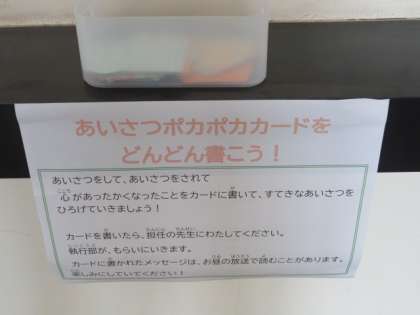 あいさつポカポカカードを
どんどん書こう！
あいさつをして、あいさつをされて
心があったかくなったことをカードに書いて、すてきなあいさつを
ひろげていきましょう！
カードを書いたら、担任の先生にわたしてください。
執行部が、もらいにいきます。
カードに書かれたメッセージは、お昼の放送で読むことがあります。
楽しみにしていてください！